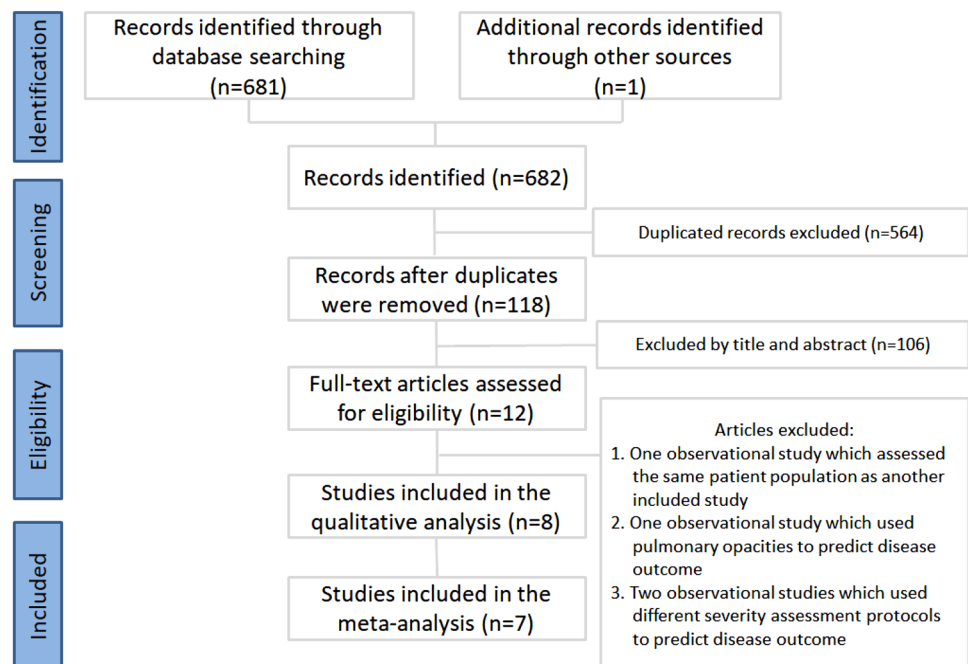 Identification
Records identified through
database searching
(n=681)
Additional records identified
through other sources
(n=1)
Records identified (n=682)
Screening
Duplicated records excluded (n=564)
Records after duplicates
were removed (n=118)
Excluded by title and abstract (n=106)
Eligibility
Full-text articles assessed
for eligibility (n=12)
Articles excluded:
1. One observational study which assessed
the same patient population as another
included study
2. One observational study which used
pulmonary opacities to predict disease
outcome
3. Two observational studies which used
different severity assessment protocols
to predict disease outcome
Studies included in the
qualitative analysis (n=8)
Included
Studies included in the
meta-analysis (n=7)